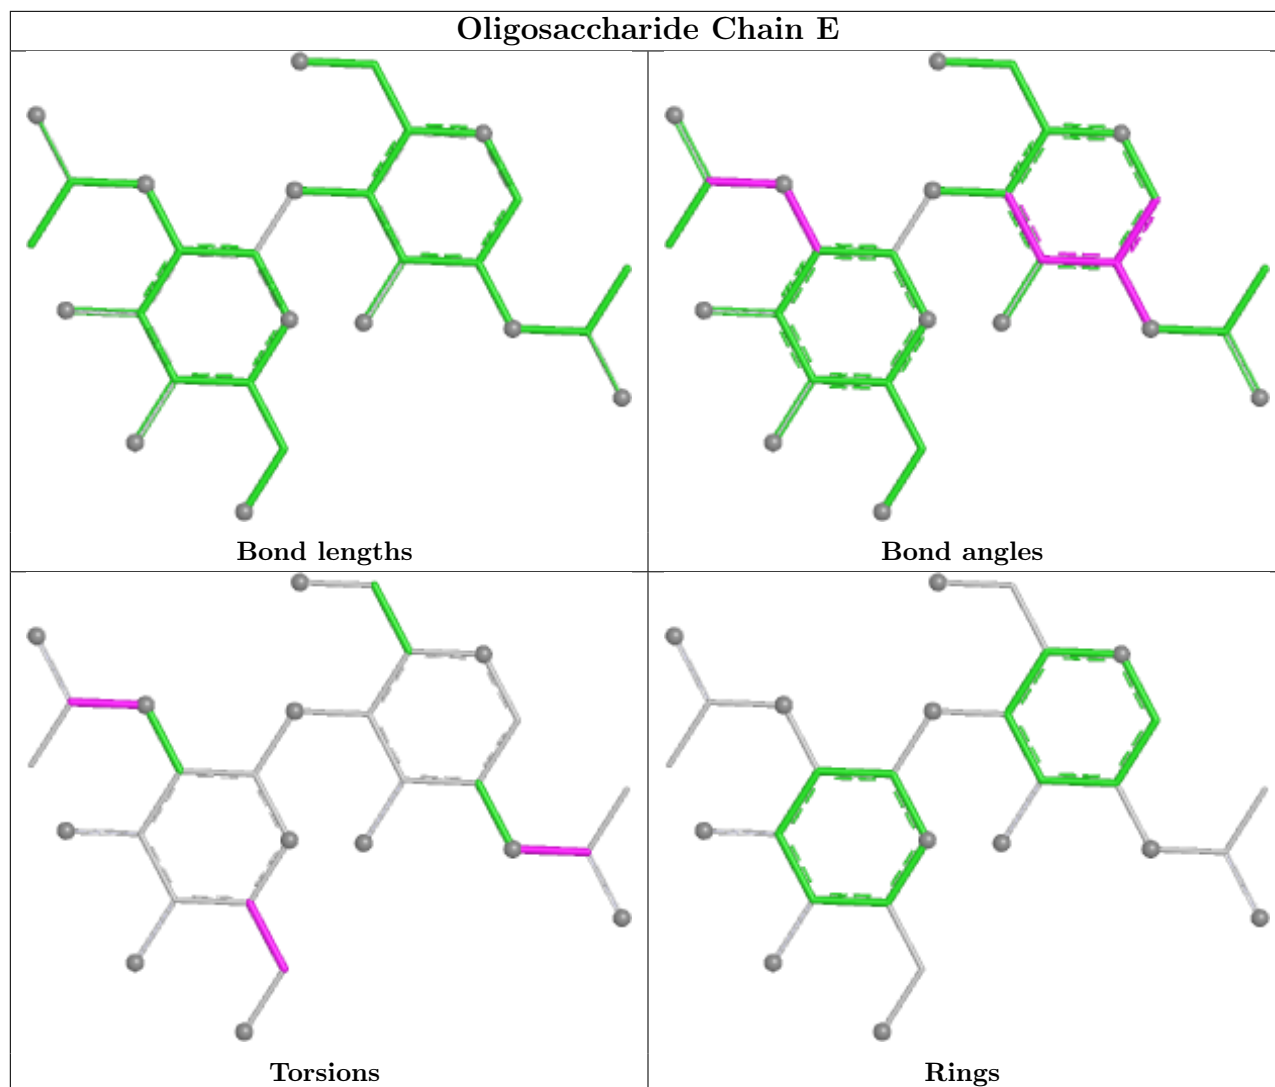 Oligosaccharide Chain E
Bond lengths
Bond angles
Torsions
Rings